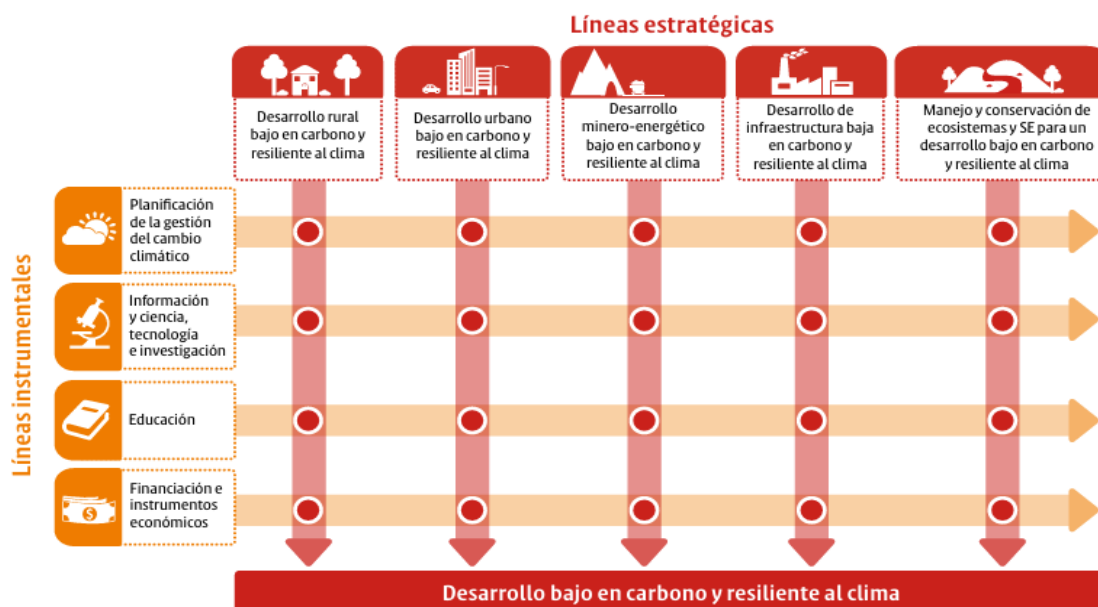 Líneas estratégicas
Desarrollo rural
bajo en carbono y
resiliente al clima
Desarrollo urbano
bajo en carbono y
resiliente al clima
Desarrollo
minero-energético
bajo en carbono y
resiliente al clima
Desarrollo de
infraestructura baja
en carbono y
resiliente al clima
Manejo y conservación de
ecosistemas y SE para un
desarrollo bajo en carbono
y resiliente al clima
Líneas instrumentales
Planificación
de la gestión
del cambio
climático
Información
y ciencia,
tecnología
e investigación
Educación
$
Financiación e
instrumentos
económicos
Desarrollo bajo en carbono y resiliente al clima